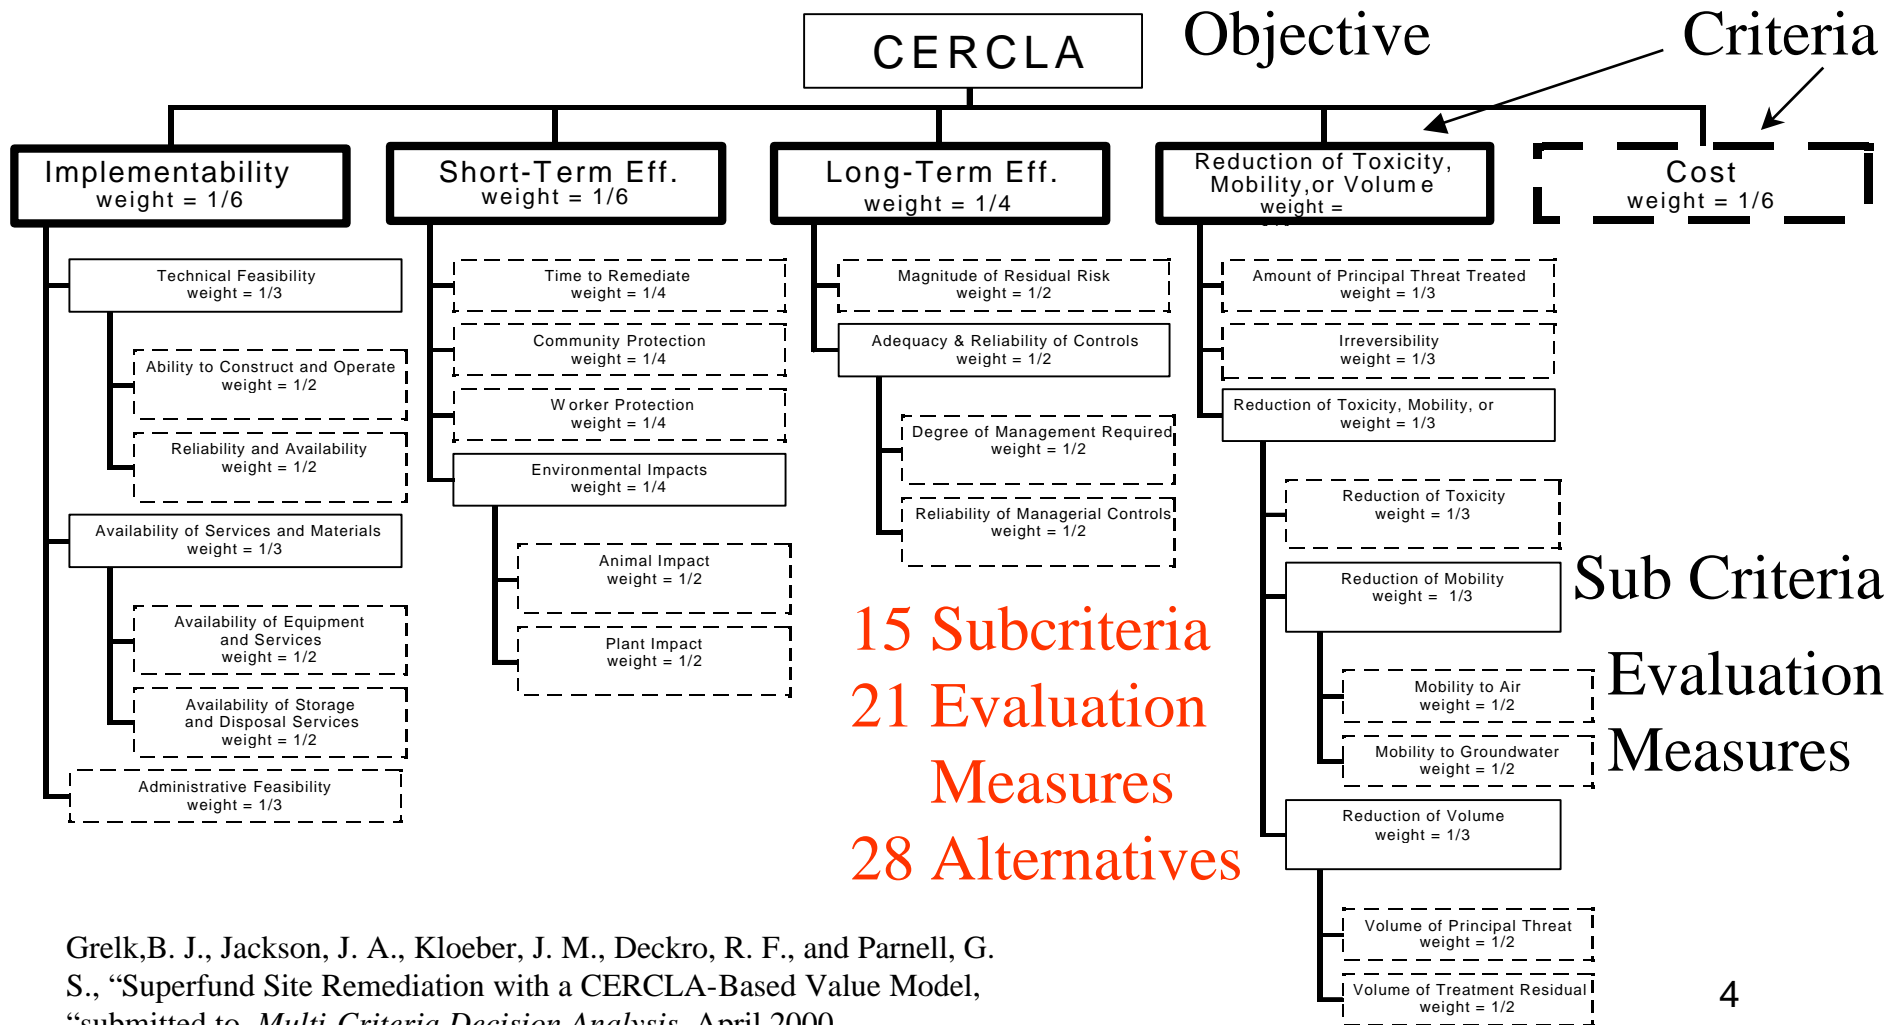 CERCLA
Objective
Criteria
Implementability
weight = 1/6
Short-Term Eff.
weight = 1/6
Long-Term Eff.
weight = 1/4
Reduction of Toxicity,
Mobility,or Volume
weight =
Cost
weight = 1/6
Technical Feasibility
weight = 1/3
Ability to Construct and Operate
weight = 1/2
Reliability and Availability
weight = 1/2
Availability of Services and Materials
weight = 1/3
Availability of Equipment
and Services
weight = 1/2
Availability of Storage
and Disposal Services
weight = 1/2
Administrative Feasibility
weight = 1/3
Time to Remediate
weight = 1/4
Community Protection
weight = 1/4
Worker Protection
weight = 1/4
Environmental Impacts
weight = 1/4
Animal Impact
weight = 1/2
Plant Impact
weight = 1/2
Magnitude of Residual Risk
weight = 1/2
Adequacy & Reliability of Controls
weight = 1/2
Degree of Management Required
weight = 1/2
Reliability of Managerial Controls
weight = 1/2
Amount of Principal Threat Treated
weight = 1/3
Irreversibility
weight = 1/3
Reduction of Toxicity, Mobility, or
weight = 1/3
Reduction of Toxicity
weight = 1/3
Reduction of Mobility
weight = 1/3
Mobility to Air
weight = 1/2
Mobility to Groundwater
weight = 1/2
Reduction of Volume
weight = 1/3
Volume of Principal Threat
weight = 1/2
Volume of Treatment Residual
weight = 1/2
Sub Criteria
Evaluation
Measures
15 Subcriteria
21 Evaluation
Measures
28 Alternatives
Grelk,B. J., Jackson, J. A., Kloeber, J. M., Deckro, R. F., and Parnell, G.
S., “Superfund Site Remediation with a CERCLA-Based Value Model,
“submitted to Multi-Criteria Decision Analysis, April 2000
4